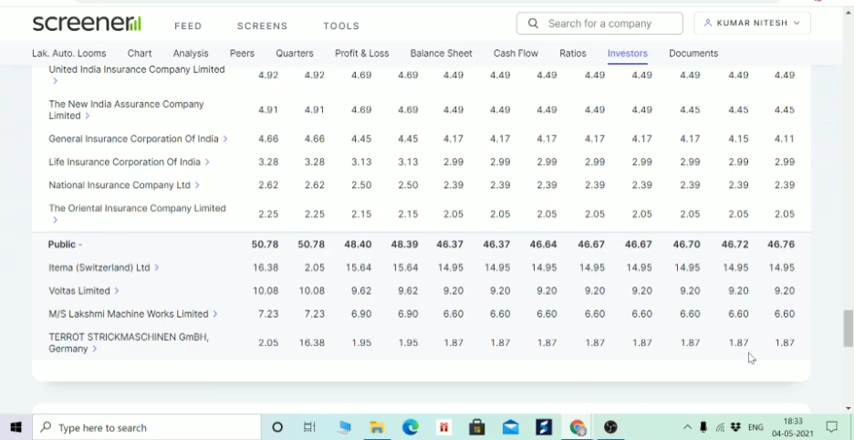 screener FEED SCREENS TOOLS Search for a company KUMAR NITESH
Lak. Auto. Looms Chart Analysis Peers Quarters Profit & Loss Balance Sheet Cash Flow Ratios Investors Documents
United India Insurance Company Limited 4.92 4.92 4.69 4.69 4.49 4.49 4.49 4.49 4.49 4.49 4.49 4.49
The New India Assurance Company
Limited 4.91 4.91 4.69 4.69 4.49 4.49 4.49 4.49 4.49 4.45 4.45 4.45
General Insurance Corporation Of India 4.66 4.66 4.45 4.45 4.17 4.17 4.17 4.17 4.17 4.17 4.15 4.11
Life Insurance Corporation Of India 3.28 3.28 3.13 3.13 2.99 2.99 2.99 2.99 2.99 2.99 2.99 2.99
National Insurance Company Ltd 2.62 2.62 2.50 2.50 2.39 2.39 2.39 2.39 2.39 2.39 2.39 2.39
The Oriental Insurance Company Limited 2.25 2.25 2.15 2.15 2.05 2.05 2.05 2.05 2.05 2.05 2.05 2.05
Public - 50.78 50.78 48.40 48.39 46.37 46.37 46.64 46.67 46.67 46.70 46.72 46.76
Itema (Switzerland) Ltd 16.38 2.05 15.64 15.64 14.95 14.95 14.95 14.95 14.95 14.95 14.95 14.95
Voltas Limited 10.08 10.08 9.62 9.62 9.20 9.20 9.20 9.20 9.20 9.20 9.20 9.20
M/S Lakshmi Machine Works Limited 7.23 7.23 6.90 6.90 6.60 6.60 6.60 6.60 6.60 6.60 6.60 6.60
TERROT STRICKMASCHINEN GmBH,
Germany 2.05 16.38 1.95 1.95 1.87 1.87 1.87 1.87 1.87 1.87 1.87 1.87
Type here to search ENG 18:33
04-05-2021